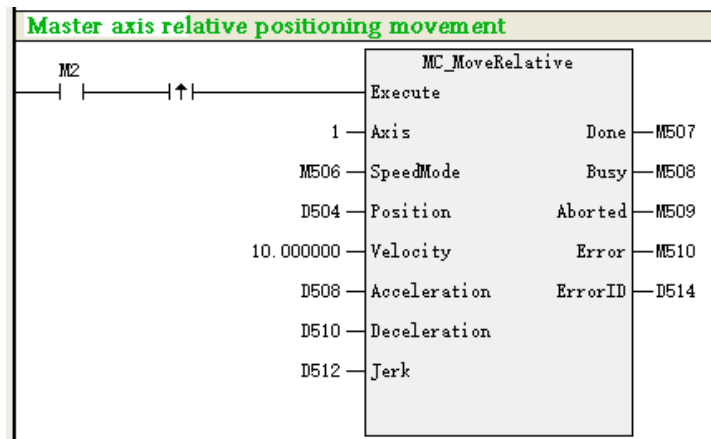 Master axis relative positioning movement
M2
MC_MoveRelative
Execute
1 Axis Done M507
M506 SpeedMode Busy M508
D504 Position Aborted M509
10.000000 Velocity Error M510
D508 Acceleration ErrorID D514
D510 Deceleration
D512 Jerk